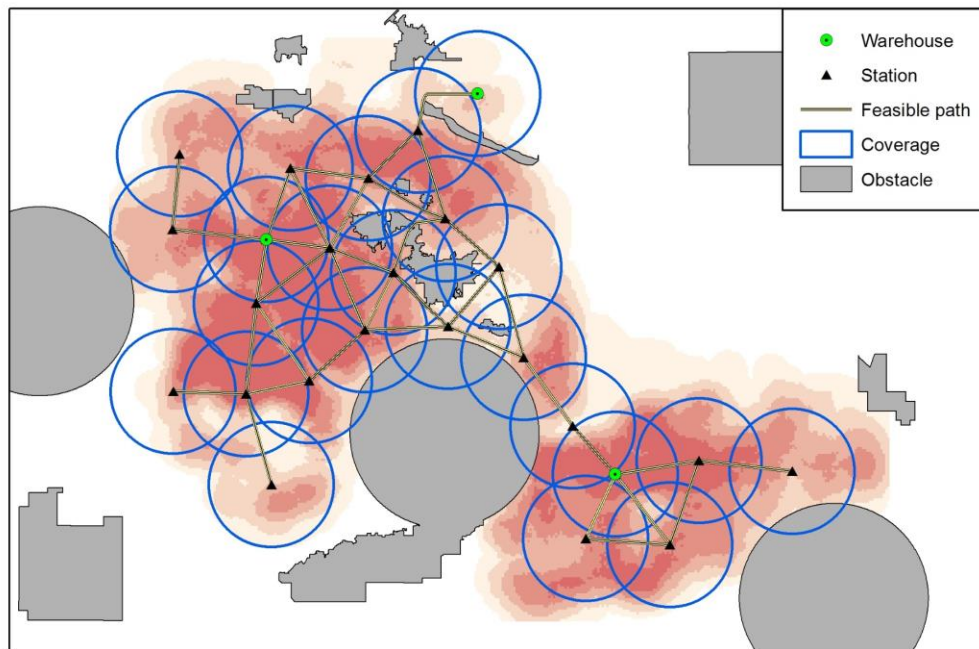 Warehouse
Station
Feasible path
Coverage
Obstacle